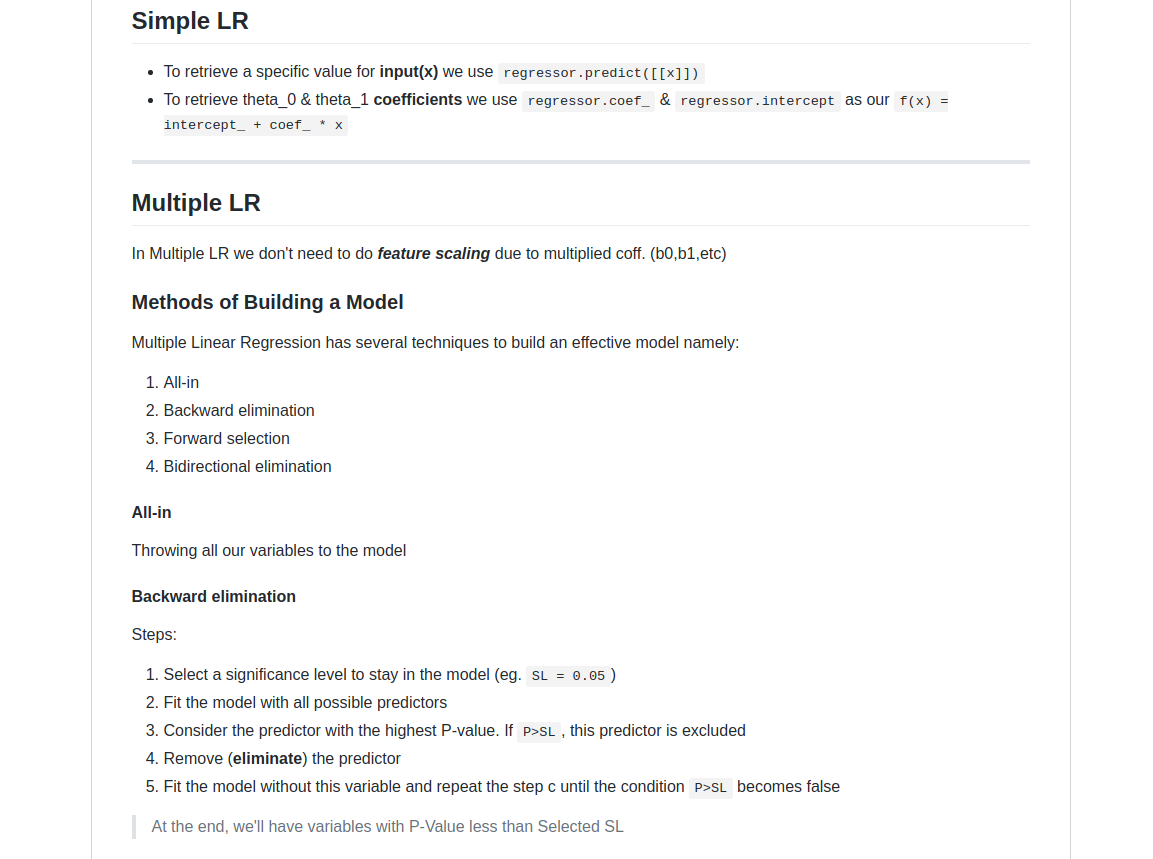 Simple LR
• To retrieve a specific value for input(x) we use regressor.predict([[x]])
• To retrieve theta_0 & theta_1 coefficients we use regressor.coef_ & regressor.intercept as our f(x) =
intercept_ + coef_ * x
Multiple LR
In Multiple LR we don't need to do feature scaling due to multiplied coff. (b0,b1,etc)
Methods of Building a Model
Multiple Linear Regression has several techniques to build an effective model namely:
1. All-in
2. Backward elimination
3. Forward selection
4. Bidirectional elimination
All-in
Throwing all our variables to the model
Backward elimination
Steps:
1. Select a significance level to stay in the model (eg. SL = 0.05 )
2. Fit the model with all possible predictors
3. Consider the predictor with the highest P-value. If P>SL , this predictor is excluded
4. Remove (eliminate) the predictor
5. Fit the model without this variable and repeat the step c until the condition P>SL becomes false
At the end, we'll have variables with P-Value less than Selected SL